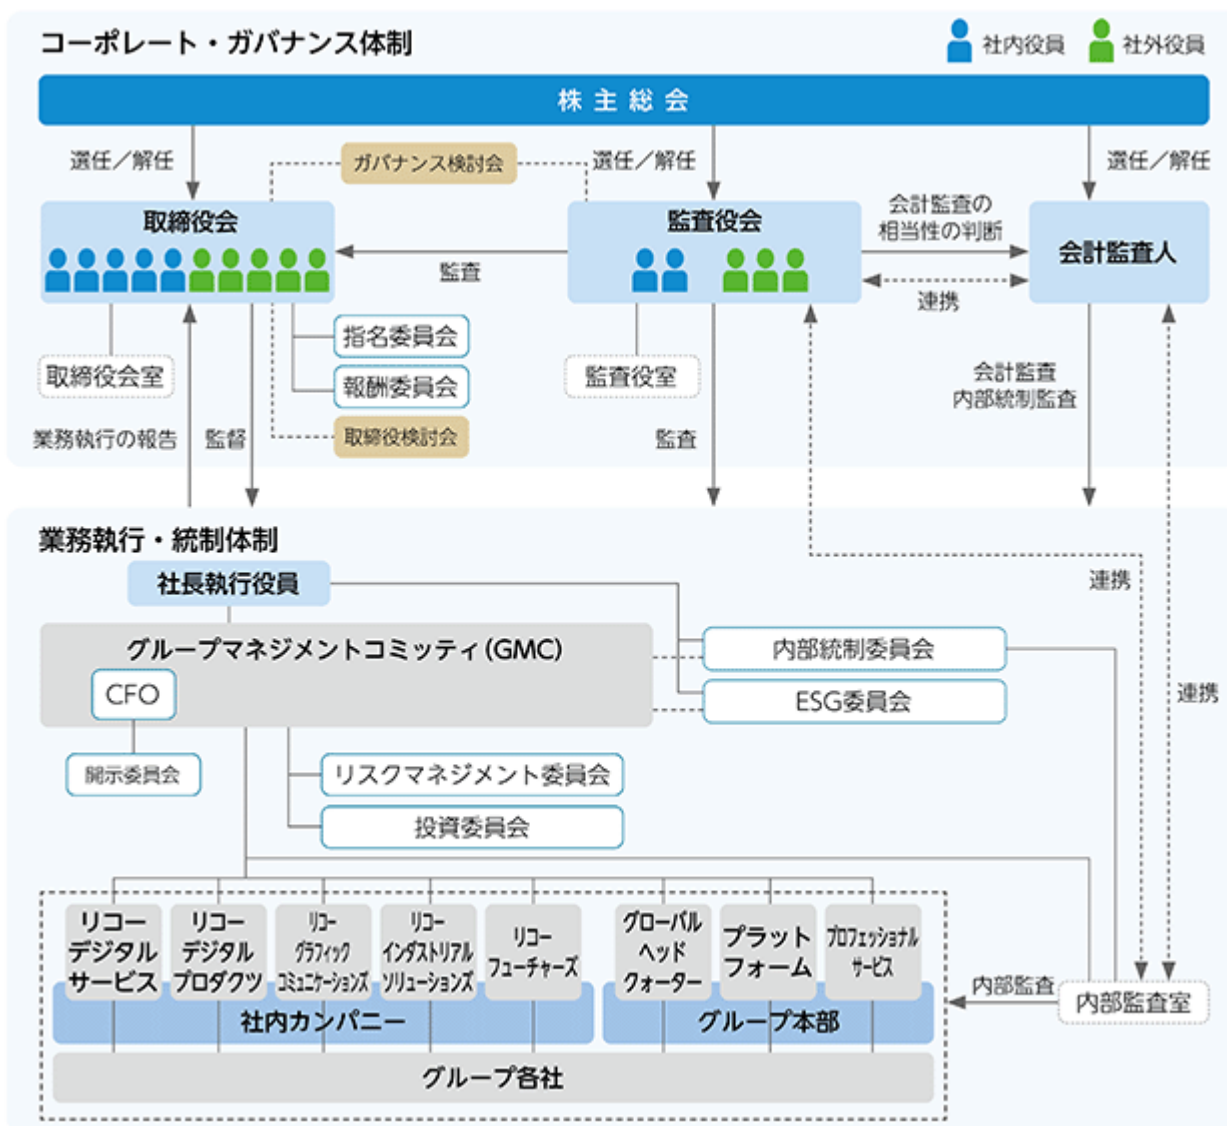 コーポレート・ガバナンス体制
社内役員
社外役員
株主総会
選任／解任
ガバナンス検討会
選任／解任
選任／解任
取締役会
監査役会
会計監査の
相当性の判断
会計監査人
監査
連携
指名委員会
取締役会室
報酬委員会
監査役室
会計監査
内部統制監査
業務執行の報告
監督
取締役検討会
監査
業務執行・統制体制
社長執行役員
連携
グループマネジメントコミッティ(GMC)
内部統制委員会
CFO
ESG委員会
連携
開示委員会
リスクマネジメント委員会
投資委員会
リコー
デジタル
サービス
リコー
デジタル
プロダクツ
リコー
グラフィック
コミュニケーションズ
リコー
インダストリアル
ソリューションズ
リコー
フューチャーズ
グローバル
ヘッド
クォーター
プラット
フォーム
プロフェッショナル
サービス
内部監査
内部監査室
社内カンパニー
グループ本部
グループ各社